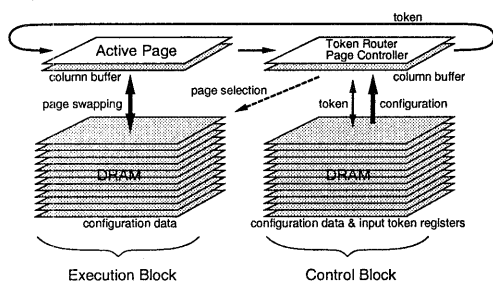 token
Active Page
Token Router
Page Controller
column buffer
column buffer
page selection
page swapping
token
configuration
DRAM
DRAM
configuration data
configuration data & input token registers
Execution Block
Control Block